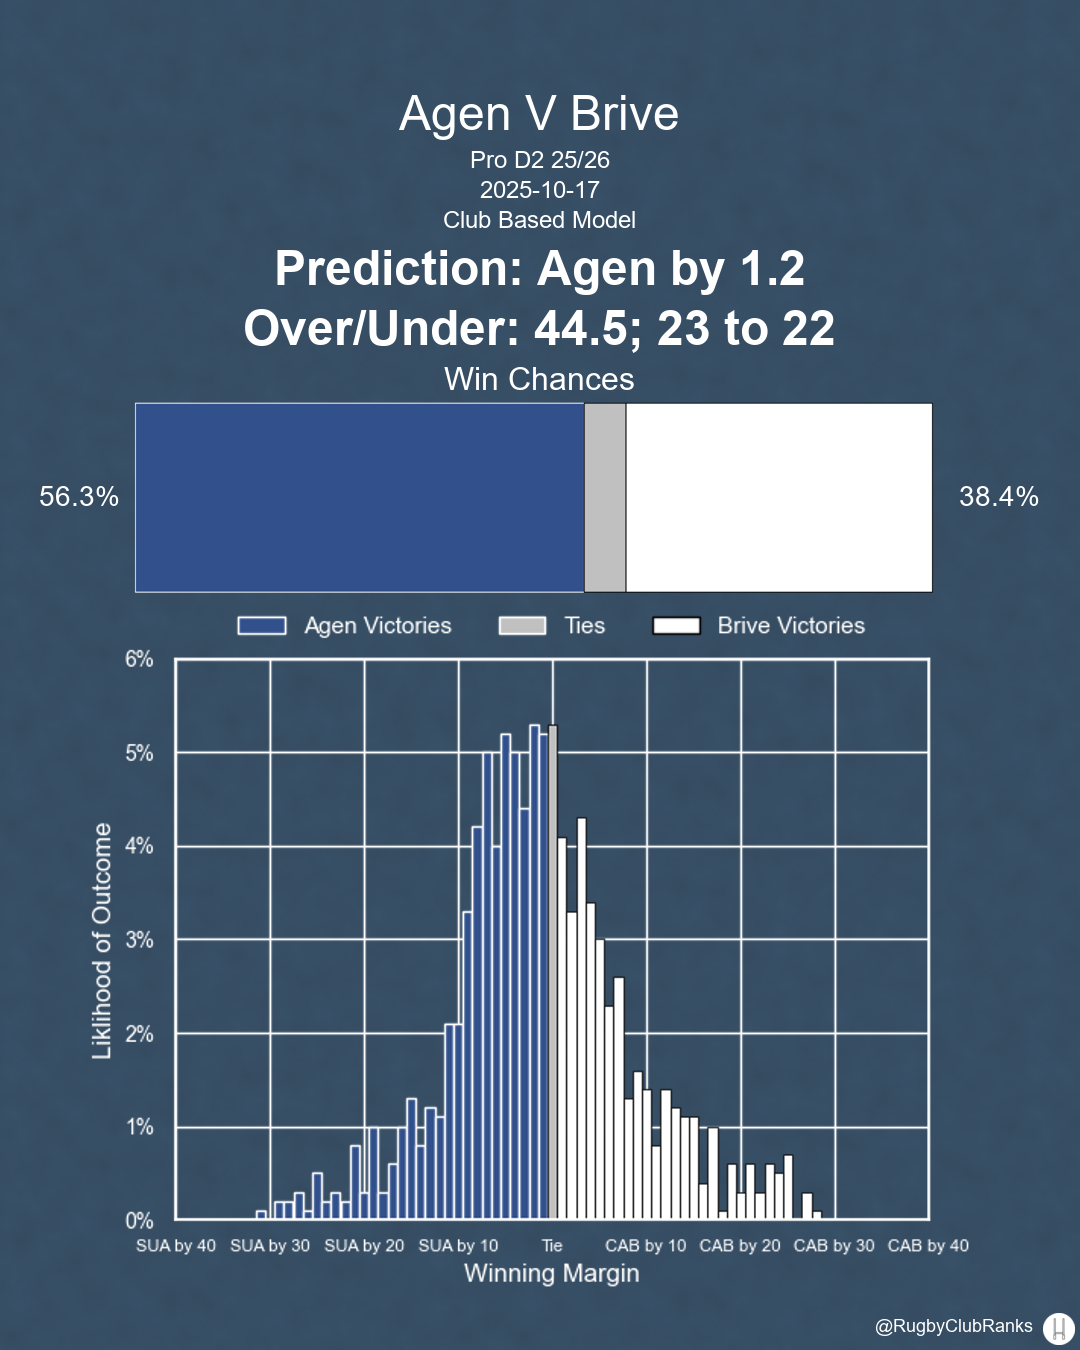 Agen V Brive
Pro D2 25/26
2025-10-17
Club Based Model
Prediction: Agen by 1.2
Over/Under: 44.5; 23 to 22
Win Chances
56.3%
38.4%
Agen Victories
Ties
Brive Victories
6%
5%
4%
3%
2%
1%
0%
Liklihood of Outcome
SUA by 40
SUA by 30
SUA by 20
SUA by 10
Tie
CAB by 10
CAB by 20
CAB by 30
CAB by 40
Winning Margin
@RugbyClubRanks